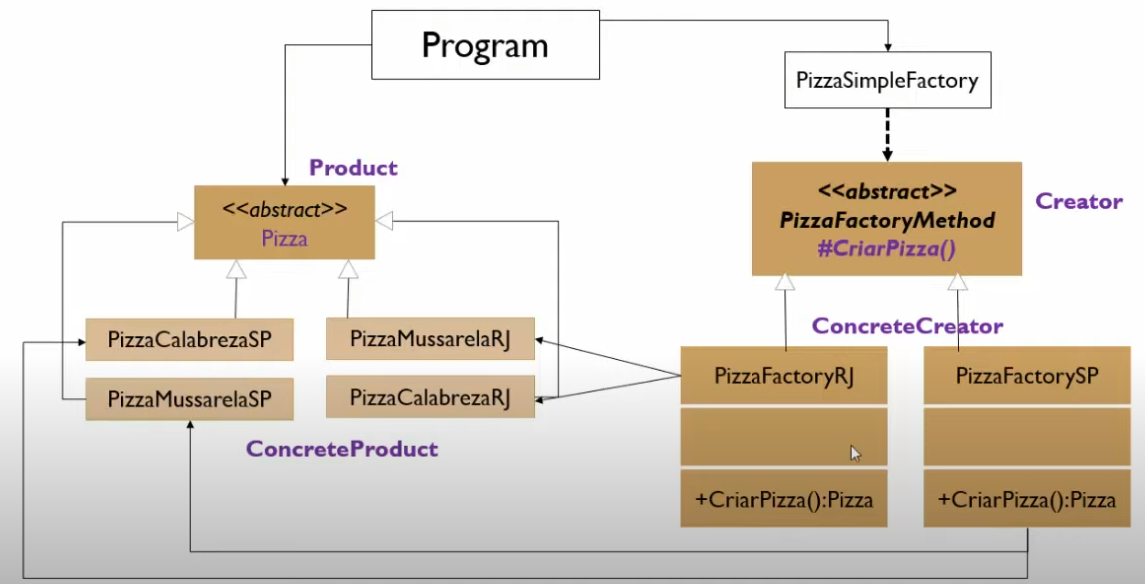 Program
PizzaSimpleFactory
Product
<<abstract>>
Pizza
<<abstract>>
PizzaFactoryMethod
#CriarPizza()
Creator
PizzaCalabrezaSP
PizzaMussarelaRJ
PizzaMussarelaSP
PizzaCalabrezaRJ
ConcreteProduct
ConcreteCreator
PizzaFactoryRJ
PizzaFactorySP
+CriarPizza():Pizza
+CriarPizza():Pizza